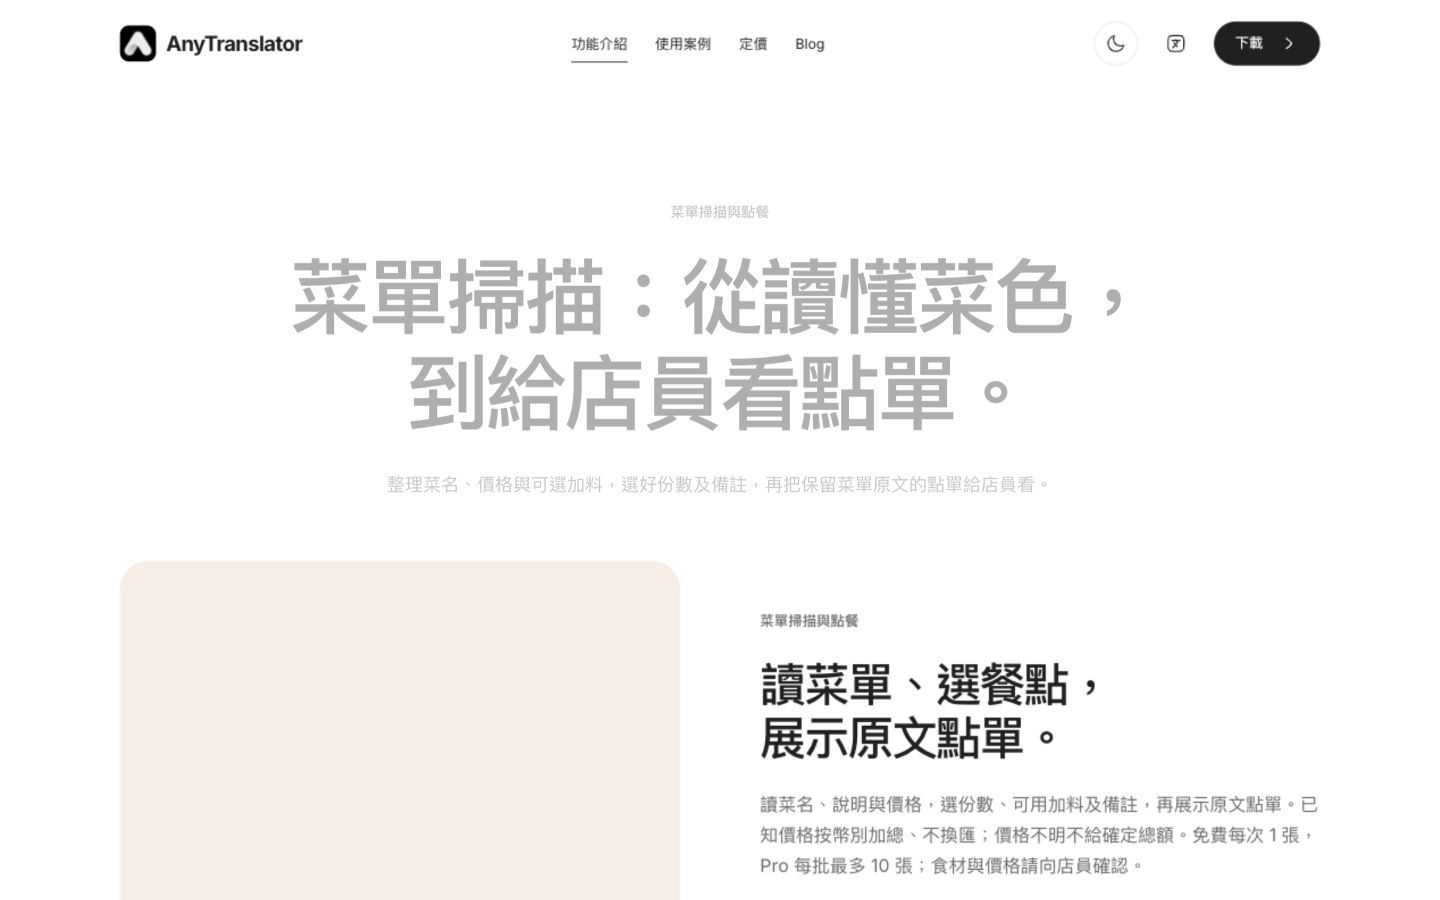 AnyTranslator
功能介紹
使用案例
定價
Blog
下載
菜單掃描與點餐
菜單掃描：從讀懂菜色，
到給店員看點單。
整理菜名、價格與可選加料，選好份數及備註，再把保留菜單原文的點單給店員看。
菜單掃描與點餐
讀菜單、選餐點，
展示原文點單。
讀菜名、說明與價格，選份數、可用加料及備註，再展示原文點單。已
知價格按幣別加總、不換匯；價格不明不給確定總額。免費每次 1 張，
Pro 每批最多 10 張；食材與價格請向店員確認。